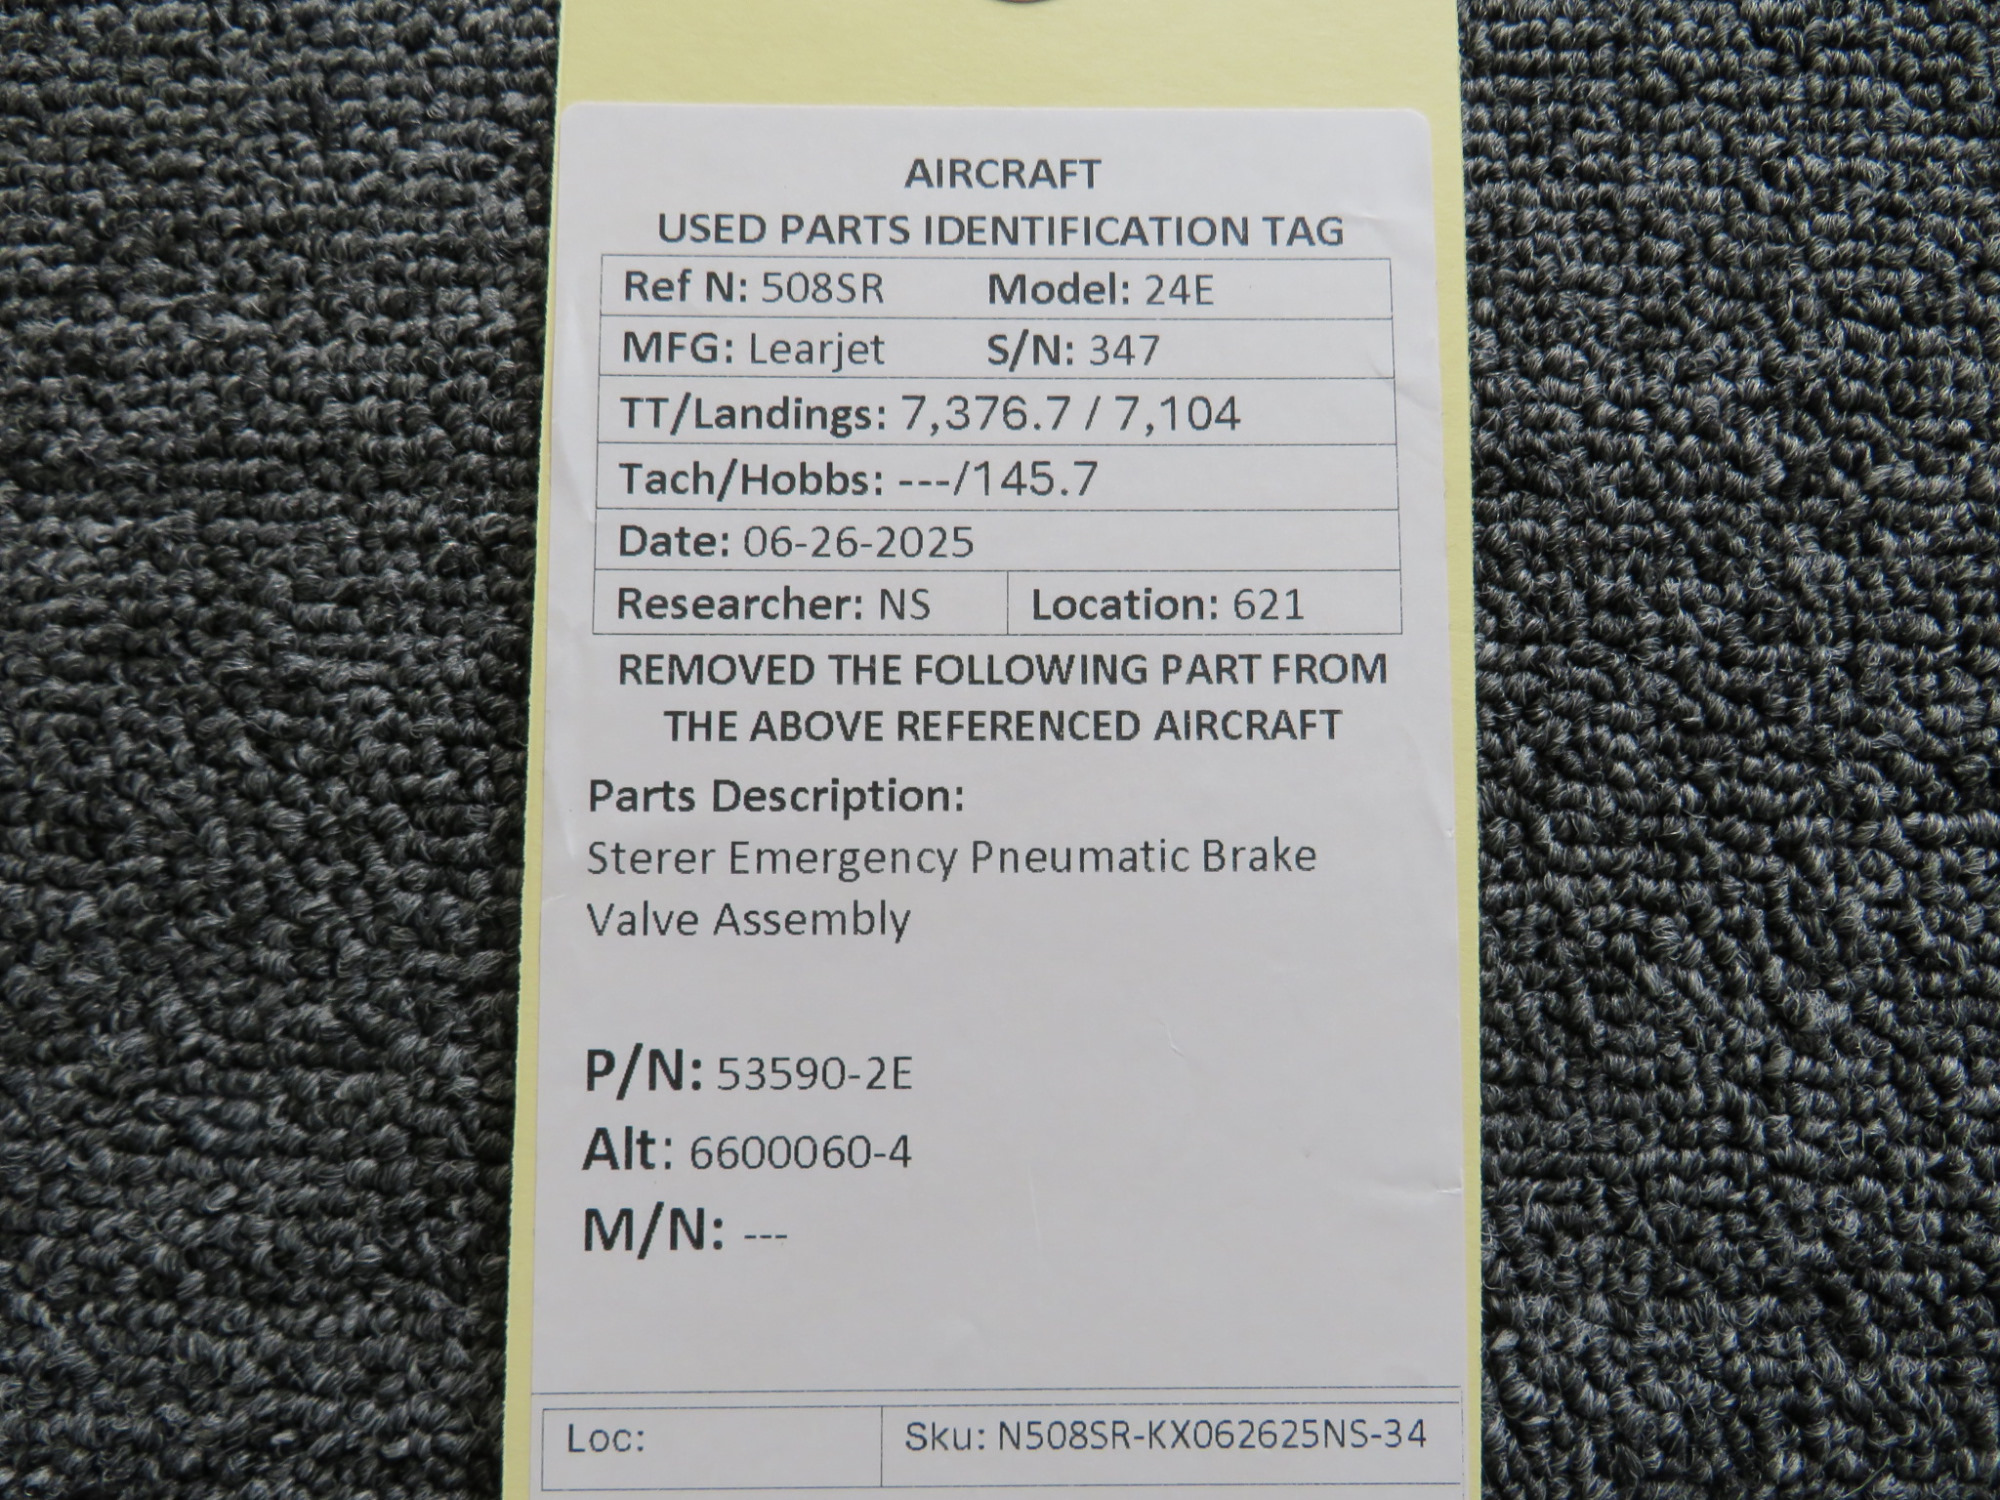 AIRCRAFT
USED PARTS IDENTIFICATION TAG
Ref N: 508SR Model: 24E
MFG: Learjet S/N: 347
TT/Landings: 7,376.7 / 7,104
Tach/Hobbs: ---/145.7
Date: 06-26-2025
Researcher: NS Location: 621
REMOVED THE FOLLOWING PART FROM
THE ABOVE REFERENCED AIRCRAFT
Parts Description:
Sterer Emergency Pneumatic Brake
Valve Assembly
P/N: 53590-2E
Alt: 6600060-4
M/N: ---
Loc: Sku: N508SR-KX062625NS-34